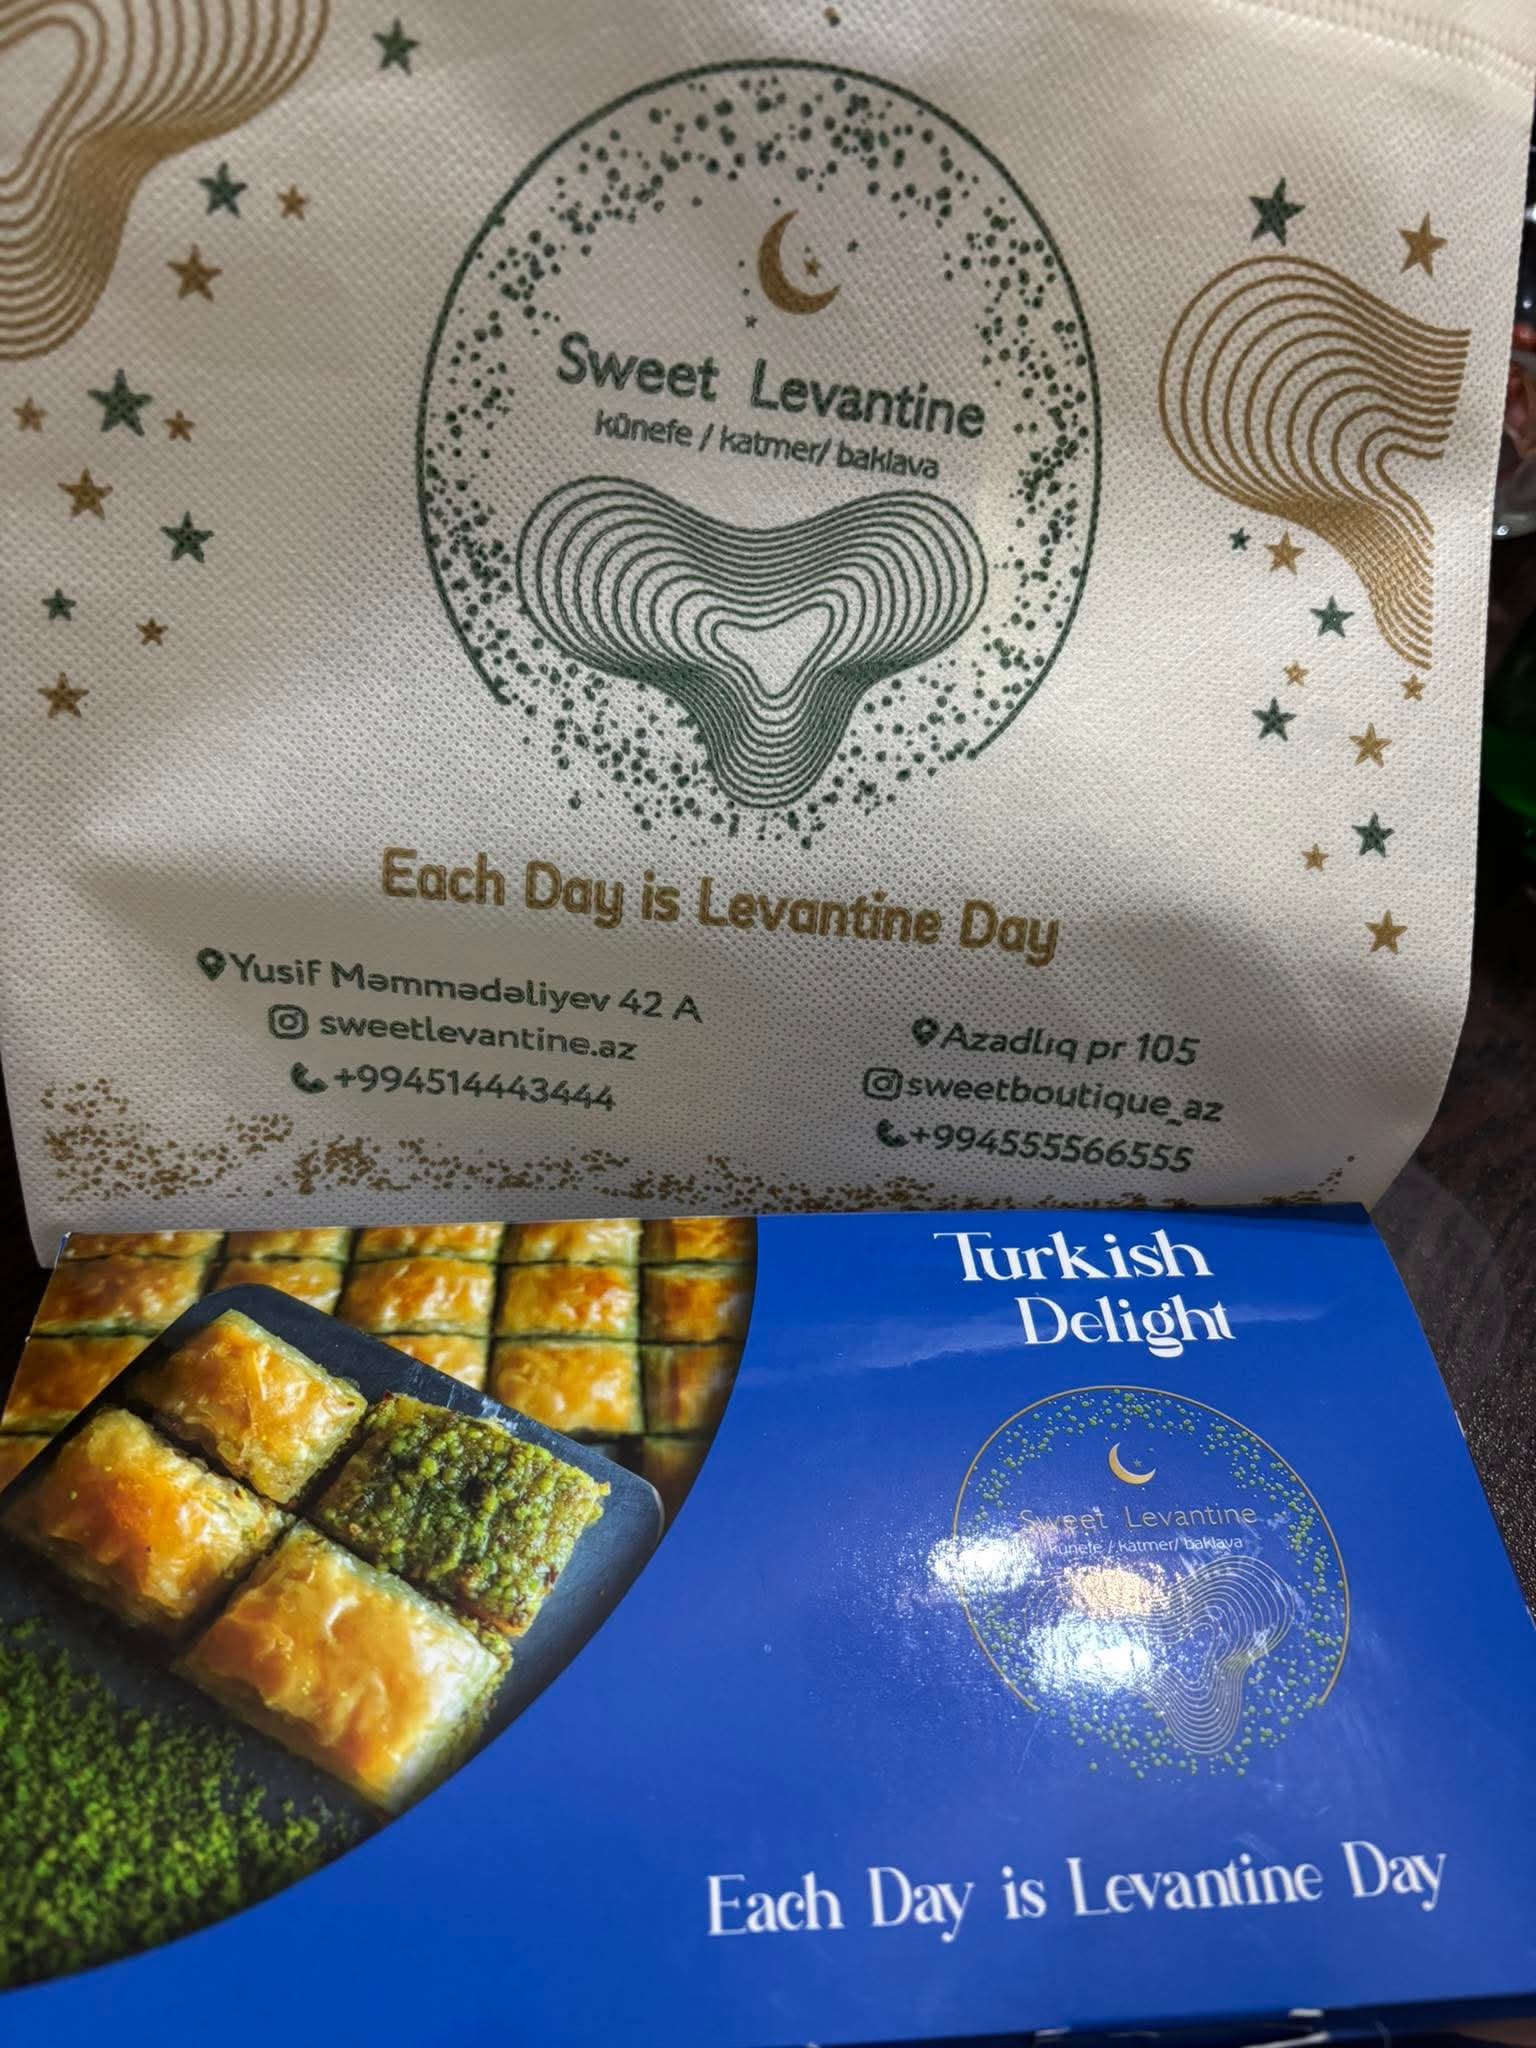 Sweet Levantine
künefe / katmer/ baklava
Each Day is Levantine Day
Yusif Məmmədəliyev 42 A
sweetlevantine.az
+994514443444
Azadlıq pr 105
sweetboutique_az
+994555566555
Turkish
Delight
Sweet Levantine
künefe / katmer/ baklava
Each Day is Levantine Day